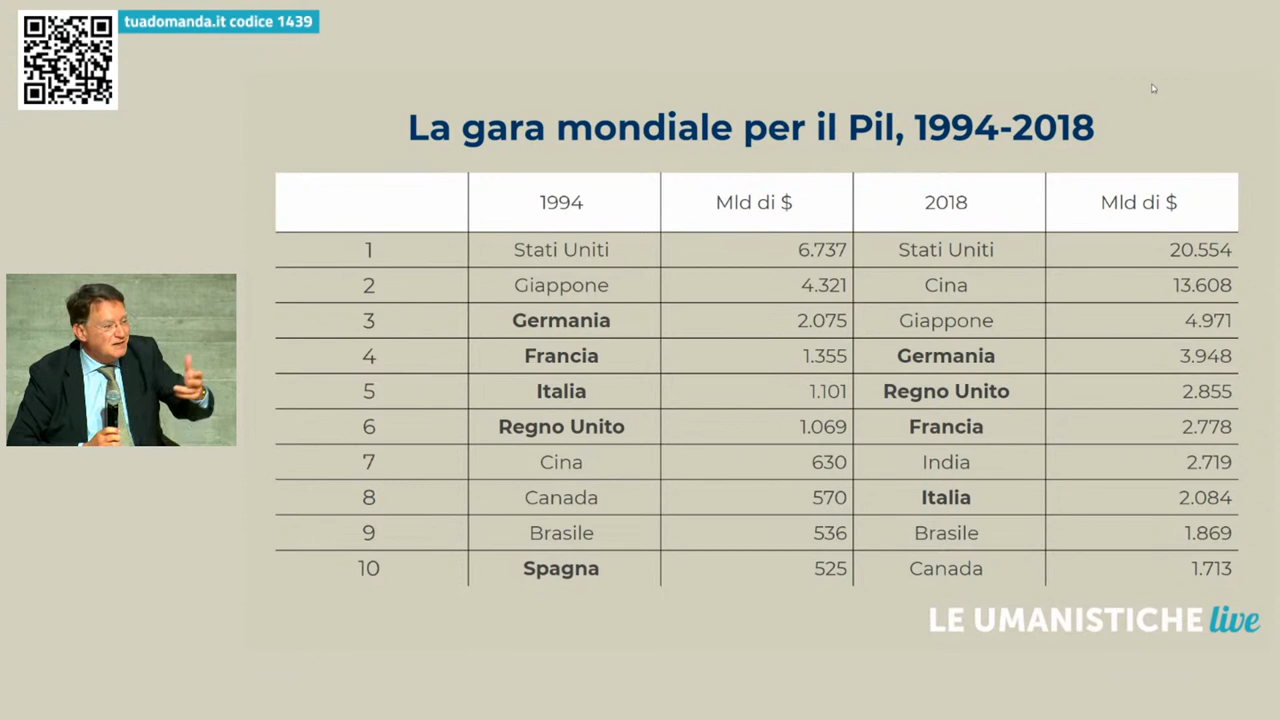 tuadomanda.it codice 1439
La gara mondiale per il Pil, 1994-2018
1994 Mld di $ 2018 Mld di $
1 Stati Uniti 6.737 Stati Uniti 20.554
2 Giappone 4.321 Cina 13.608
3 Germania 2.075 Giappone 4.971
4 Francia 1.355 Germania 3.948
5 Italia 1.101 Regno Unito 2.855
6 Regno Unito 1.069 Francia 2.778
7 Cina 630 India 2.719
8 Canada 570 Italia 2.084
9 Brasile 536 Brasile 1.869
10 Spagna 525 Canada 1.713
LE UMANISTICHE live